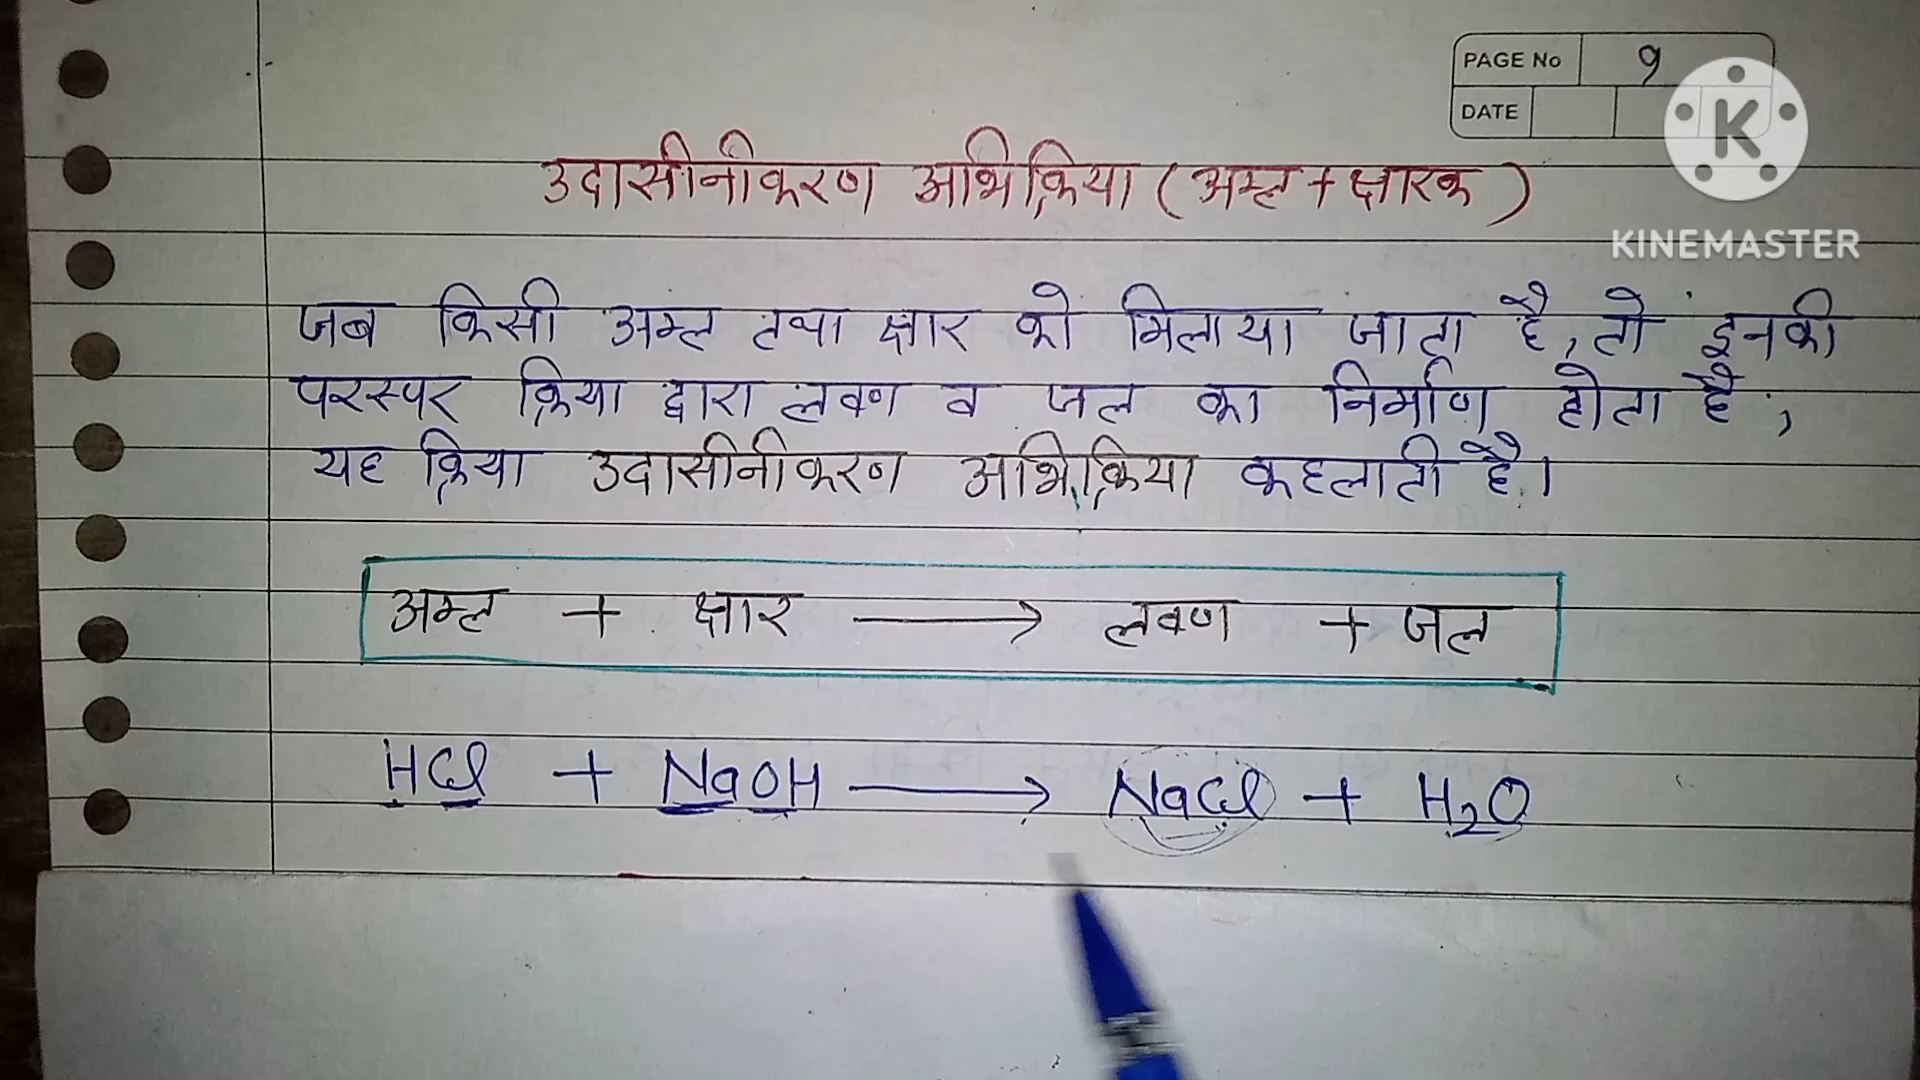 PAGE No 9
DATE
K
KINEMASTER
उदासीनीकरण अभिक्रिया (अम्ल + क्षारक)
जब किसी अम्ल तथा क्षार को मिलाया जाता है, तो इनकी
परस्पर क्रिया द्वारा लवण व जल का निर्माण होता है,
यह क्रिया उदासीनीकरण अभिक्रिया कहलाती है।
अम्ल + क्षार ⟶ लवण + जल
HCl + NaOH ⟶ NaCl + H₂O